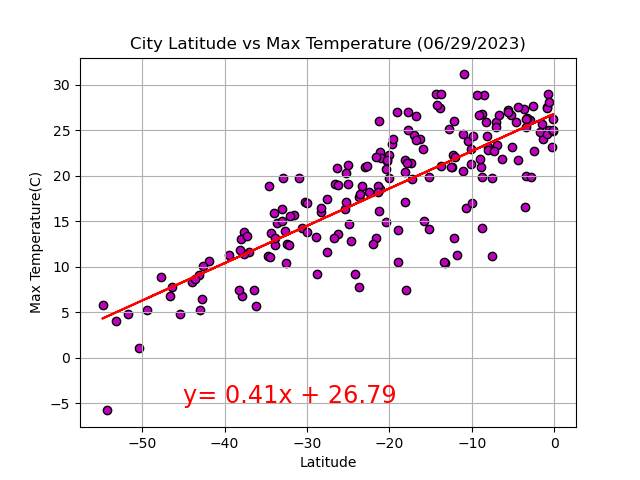 City Latitude vs Max Temperature (06/29/2023)
Max Temperature(C)
30
25
20
15
10
5
0
−5
y= 0.41x + 26.79
−50 −40 −30 −20 −10 0
Latitude